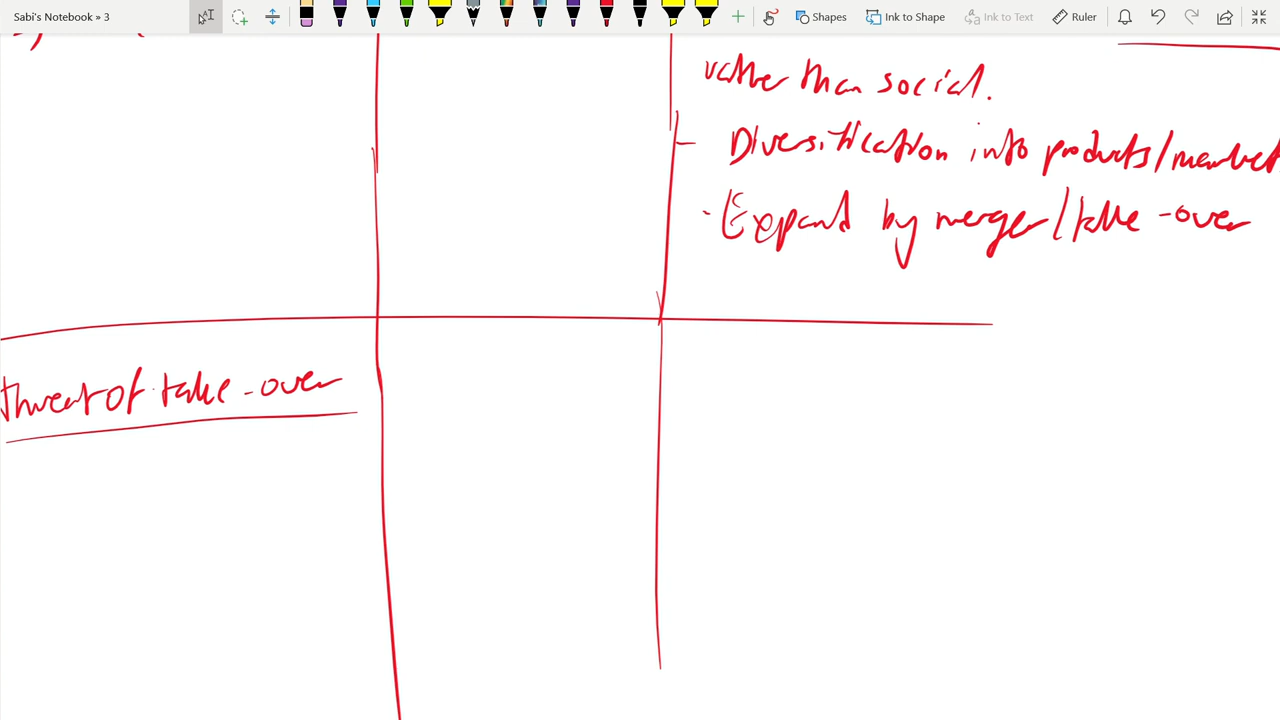 Sabi's Notebook » 3
Shapes
Ink to Shape
Ink to Text
Ruler
rather than social.
- Diversification into products/market
· Expand by merger/take-over
Threat of take-over